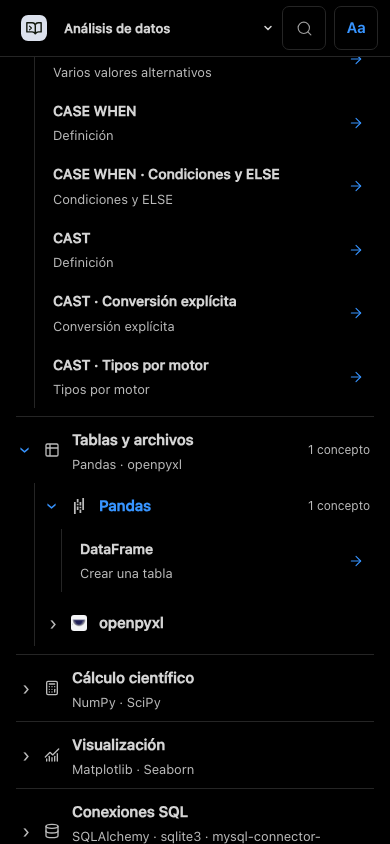 Análisis de datos
Aa
Varios valores alternativos
CASE WHEN
Definición
CASE WHEN · Condiciones y ELSE
Condiciones y ELSE
CAST
Definición
CAST · Conversión explícita
Conversión explícita
CAST · Tipos por motor
Tipos por motor
Tablas y archivos
1 concepto
Pandas · openpyxl
Pandas
1 concepto
DataFrame
Crear una tabla
openpyxl
Cálculo científico
NumPy · SciPy
Visualización
Matplotlib · Seaborn
Conexiones SQL
SQLAlchemy · sqlite3 · mysql-connector-